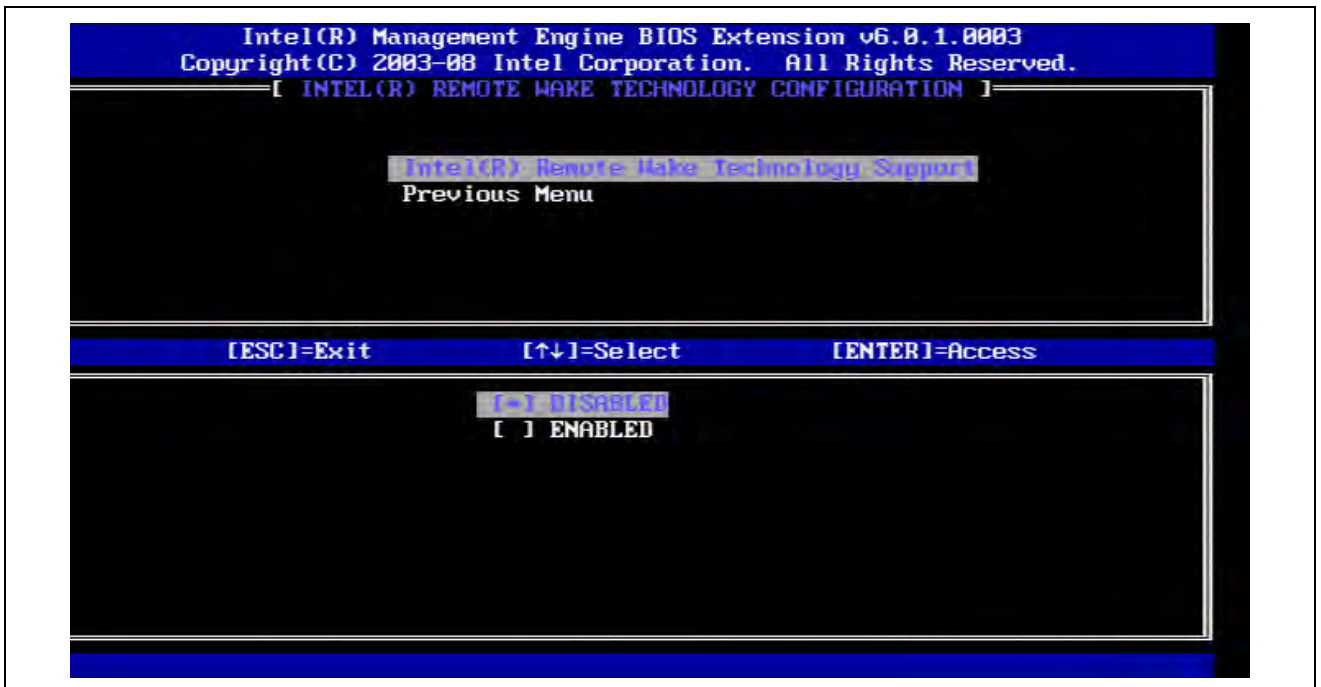 Intel(R) Management Engine BIOS Extension v6.0.1.0003
Copyright(C) 2003-08 Intel Corporation. All Rights Reserved.
[ INTEL(R) REMOTE WAKE TECHNOLOGY CONFIGURATION ]
Intel(R) Remote Wake Technology Support
Previous Menu
[ESC]=Exit [↑↓]=Select [ENTER]=Access
[*] DISABLED
[ ] ENABLED